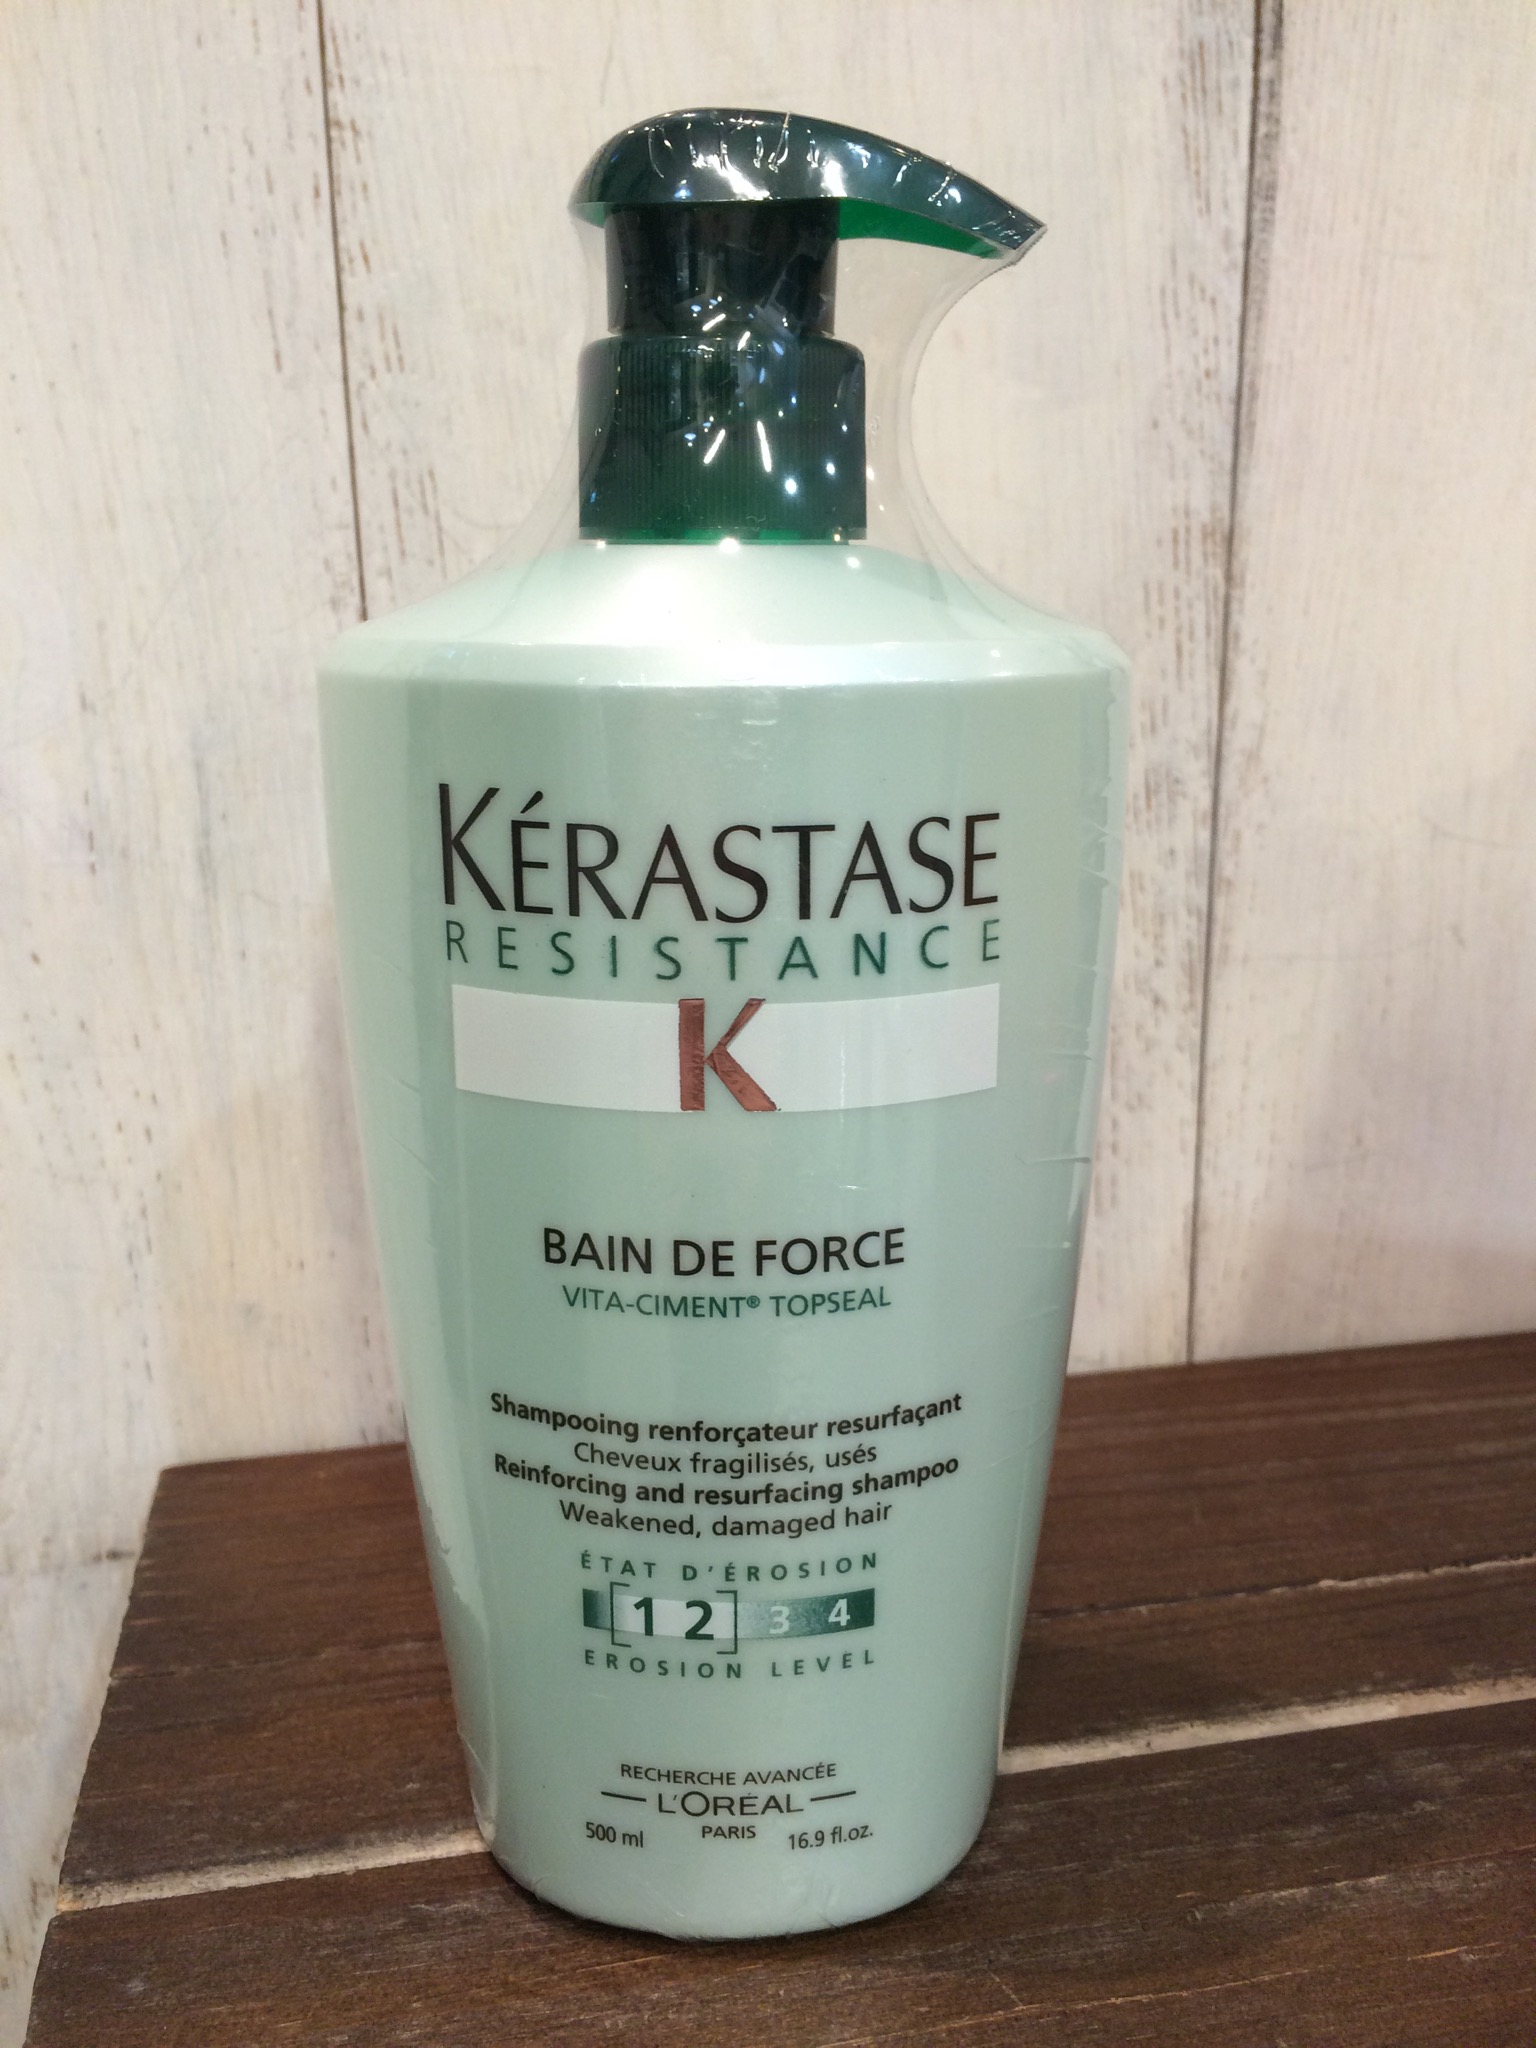 KÉRASTASE
RESISTANCE
K
BAIN DE FORCE
VITA-CIMENT® TOPSEAL
Shampooing renforçateur resurfaçant
Cheveux fragilisés, usés
Reinforcing and resurfacing shampoo
Weakened, damaged hair
ÉTAT D'ÉROSION
[1 2] 3 4
EROSION LEVEL
RECHERCHE AVANCÉE
L'ORÉAL
PARIS
500 ml 16.9 fl.oz.